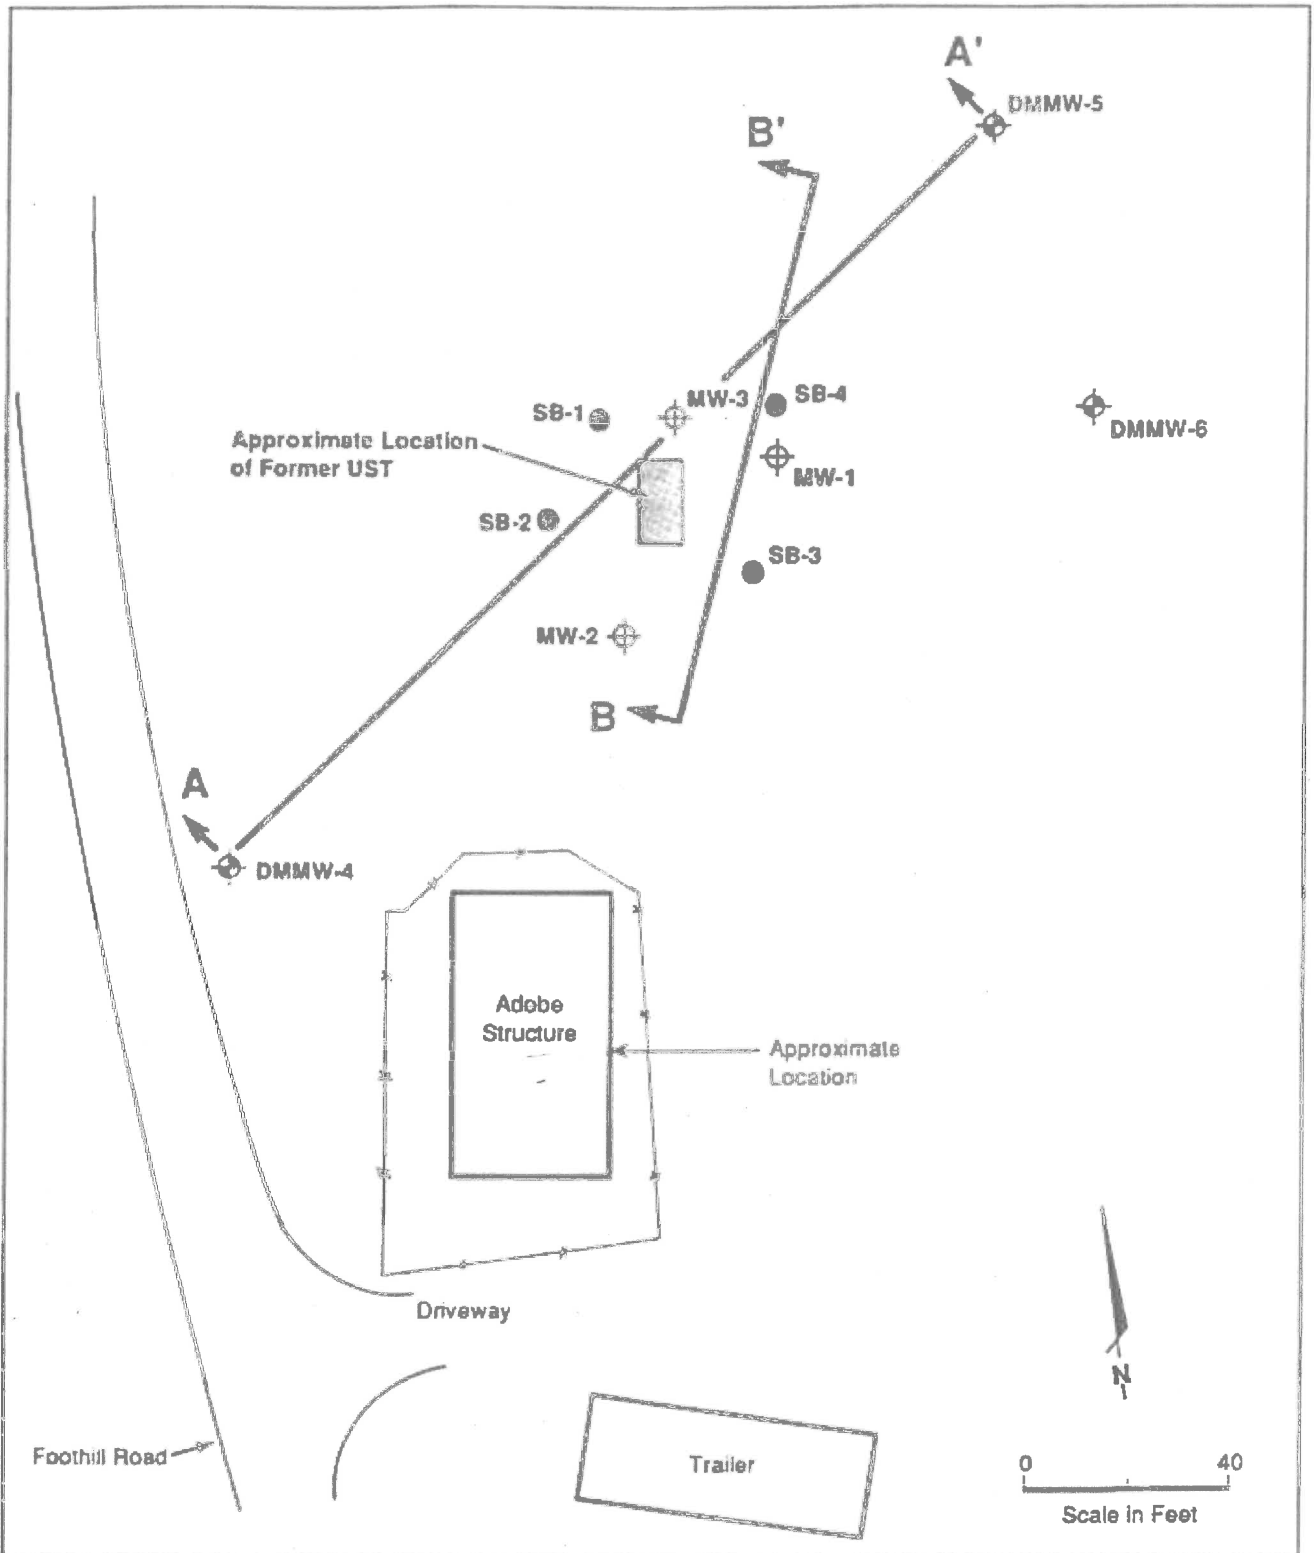 A'
DMMW-5
B'
SB-1
MW-3
SB-4
DMMW-6
Approximate Location
of Former UST
MW-1
SB-2
SB-3
MW-2
B
A
DMMW-4
Adobe
Structure
Approximate
Location
Driveway
N
Foothill Road
Trailer
0 40
Scale in Feet